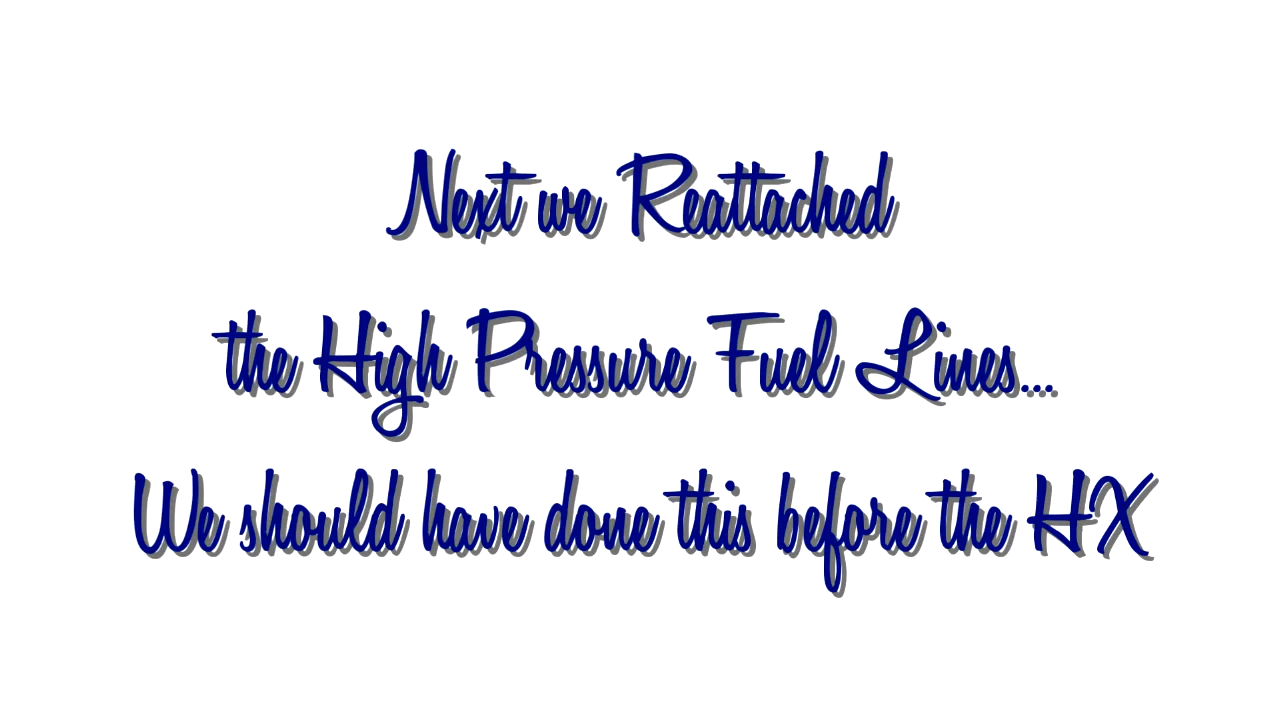 Next we Reattached
the High Pressure Fuel Lines...
We should have done this before the HX